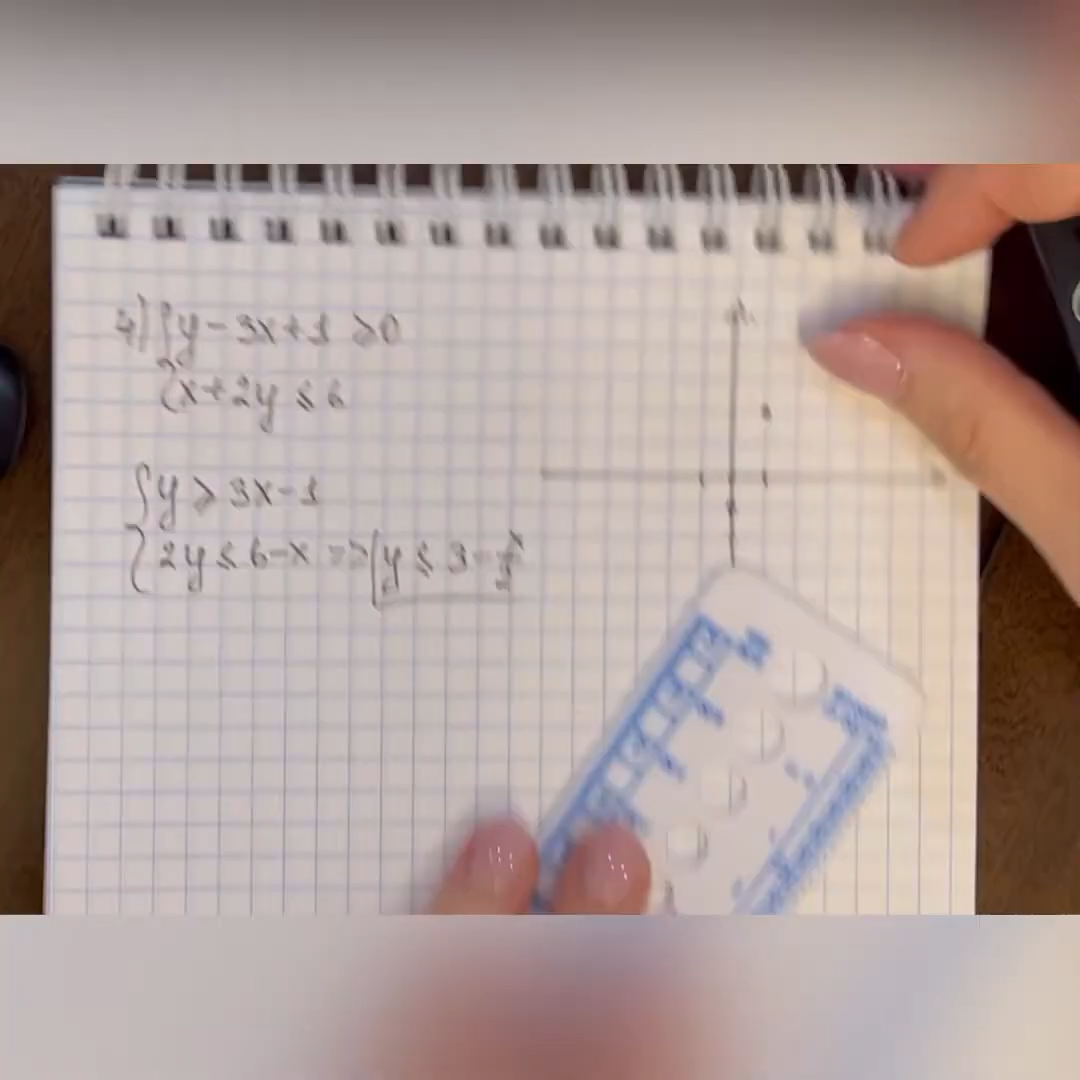 4) { y - 3x + 1 ≥ 0
{ x + 2y ≤ 6
{ y ≥ 3x - 1
{ 2y ≤ 6 - x => y ≤ 3 - x/2